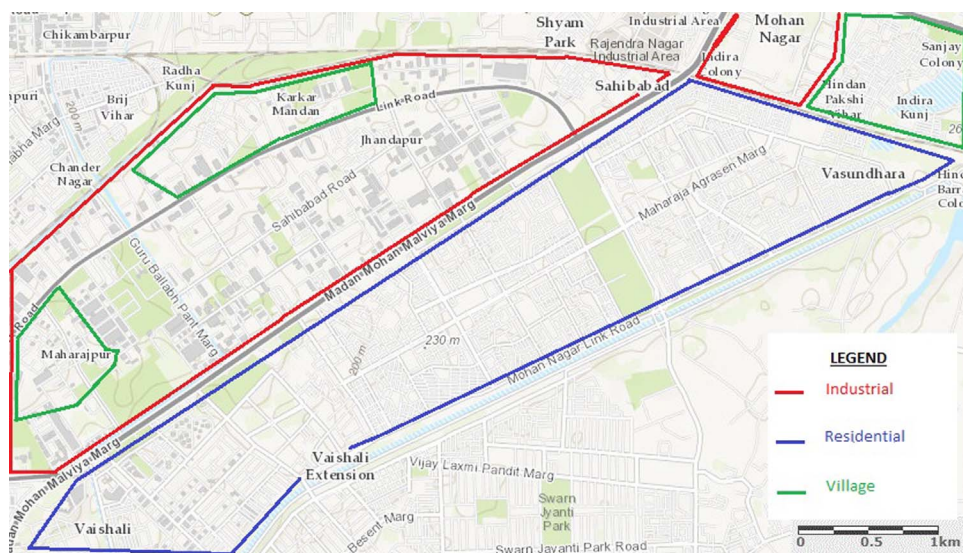 Chikambarpur
Shyam
Park
Industrial Area
Mohan
Nagar
Rajendra Nagar
Industrial Area
Sanjay
Colony
Indira
Colony
Radha
Kunj
Sahibabad
Hindan
Pakshi
Vihar
Indira
Kunj
Brij
Vihar
200 m
Karkar
Mandan
Link Road
Jhandapur
Chander
Nagar
Maharaja Agrasen Marg
Vasundhara
Sahibabad Road
Guru Ballabh Pant Marg
Madan Mohan Malviya Marg
Road
Maharajpur
230 m
200 m
Mohan Nagar Link Road
LEGEND
Industrial
Residential
Village
Vaishali
Extension
Vijay Laxmi Pandit Marg
Mohan Malviya Marg
Vaishali
Besent Marg
Swarn
Jyanti
Park
Swarn Jayanti Park Road
0 0.5 1km